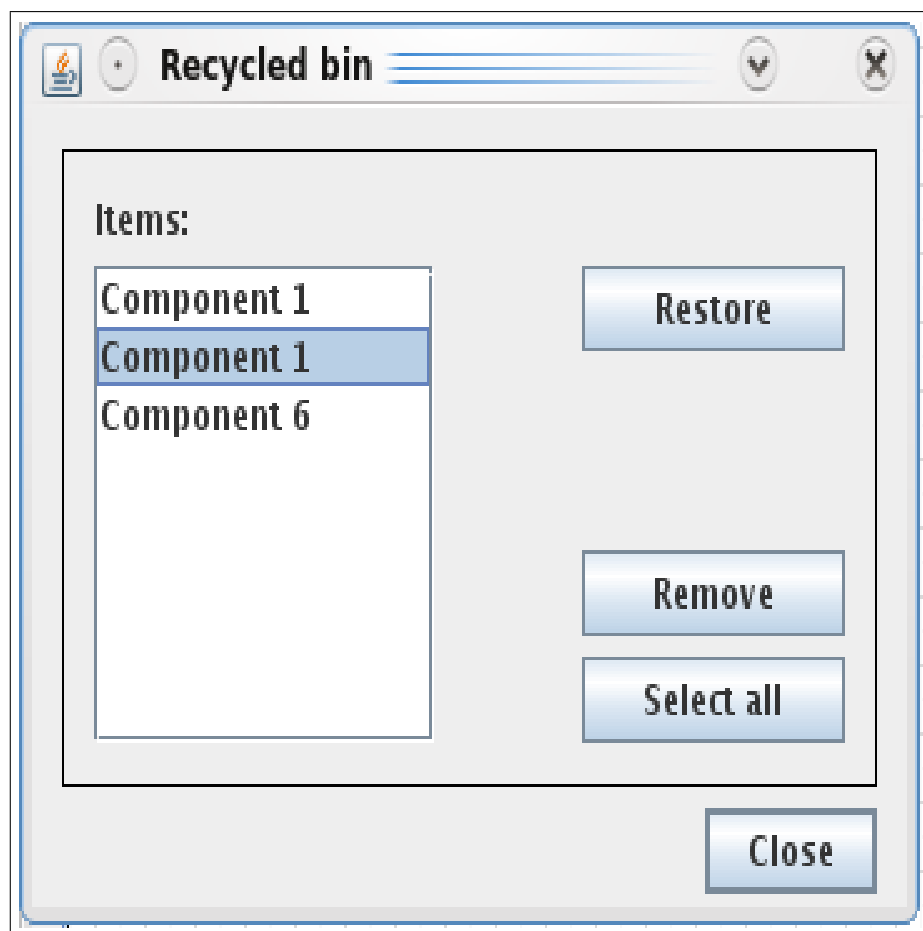 Recycled bin
Items:
Component 1
Component 1
Component 6
Restore
Remove
Select all
Close